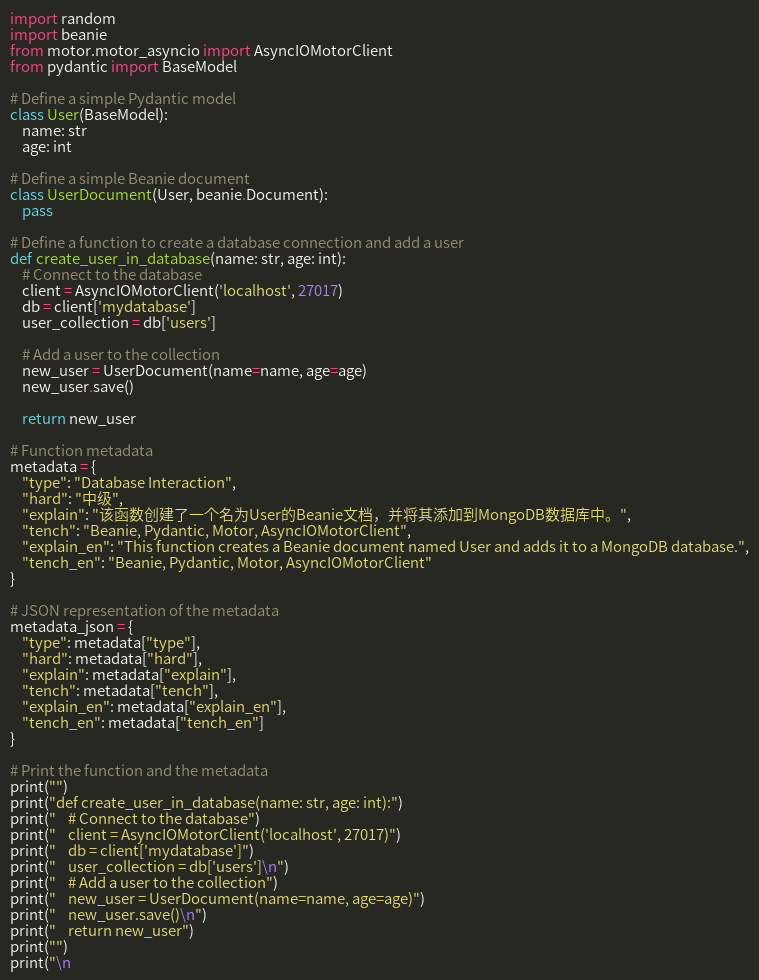 import random
import beanie
from motor.motor_asyncio import AsyncIOMotorClient
from pydantic import BaseModel

# Define a simple Pydantic model
class User(BaseModel):
    name: str
    age: int

# Define a simple Beanie document
class UserDocument(User, beanie.Document):
    pass

# Define a function to create a database connection and add a user
def create_user_in_database(name: str, age: int):
    # Connect to the database
    client = AsyncIOMotorClient('localhost', 27017)
    db = client['mydatabase']
    user_collection = db['users']

    # Add a user to the collection
    new_user = UserDocument(name=name, age=age)
    new_user.save()

    return new_user

# Function metadata
metadata = {
    "type": "Database Interaction",
    "hard": "中级",
    "explain": "该函数创建了一个名为User的Beanie文档，并将其添加到MongoDB数据库中。",
    "tench": "Beanie, Pydantic, Motor, AsyncIOMotorClient",
    "explain_en": "This function creates a Beanie document named User and adds it to a MongoDB database.",
    "tench_en": "Beanie, Pydantic, Motor, AsyncIOMotorClient"
}

# JSON representation of the metadata
metadata_json = {
    "type": metadata["type"],
    "hard": metadata["hard"],
    "explain": metadata["explain"],
    "tench": metadata["tench"],
    "explain_en": metadata["explain_en"],
    "tench_en": metadata["tench_en"]
}

# Print the function and the metadata
print("")
print("def create_user_in_database(name: str, age: int):")
print("    # Connect to the database")
print("    client = AsyncIOMotorClient('localhost', 27017)")
print("    db = client['mydatabase']")
print("    user_collection = db['users']\n")
print("    # Add a user to the collection")
print("    new_user = UserDocument(name=name, age=age)")
print("    new_user.save()\n")
print("    return new_user")
print("")
print("\n